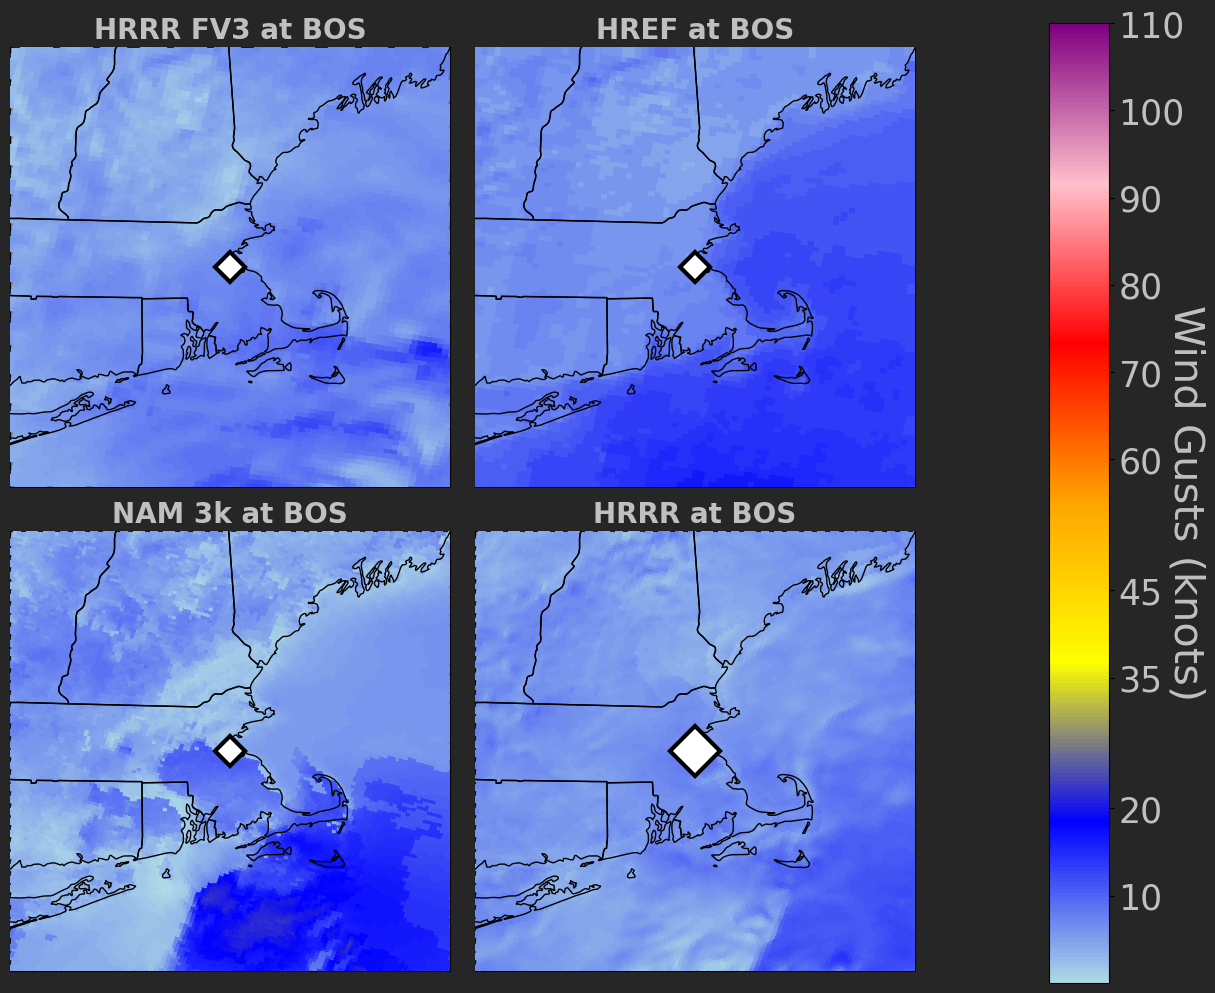 HRRR FV3 at BOS
HREF at BOS
NAM 3k at BOS
HRRR at BOS
110
100
90
80
70
60
45
35
20
10
Wind Gusts (knots)